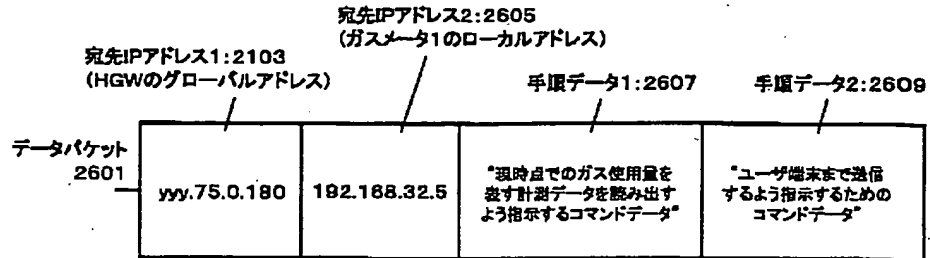 宛先IPアドレス2:2605
(ガスメータ1のローカルアドレス)
宛先IPアドレス1:2103
(HGWのグローバルアドレス)
手順データ1:2607
手順データ2:2609
データパケット
2601
yyy.75.0.180
192.168.32.5
"現時点でのガス使用量を
表す計測データを読み出す
よう指示するコマンドデータ"
"ユーザ端末まで送信
するよう指示するための
コマンドデータ"